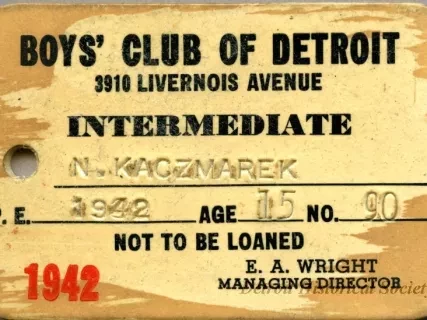 BOYS' CLUB OF DETROIT
3910 LIVERNOIS AVENUE
INTERMEDIATE
N. KACZMAREK
P. E. 1942 AGE 15 NO. 90
NOT TO BE LOANED
1942
E. A. WRIGHT
MANAGING DIRECTOR
Detroit Historical Society